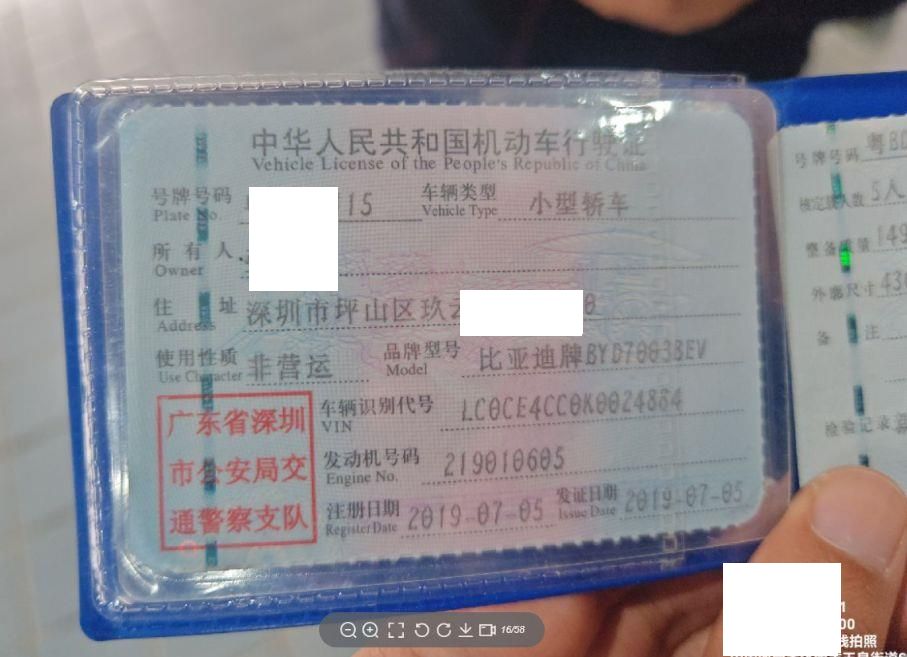 中华人民共和国机动车行驶证
Vehicle License of the People's Republic of China
号牌号码 15 车辆类型 小型轿车
Plate No. Vehicle Type
所有人
Owner
住址 深圳市坪山区玖
Address
使用性质 非营运 品牌型号 比亚迪牌BYD7003BEV
Use Character Model
广东省深圳
市公安局交
通警察支队
车辆识别代号 LC0CE4CC0K0024884
VIN
发动机号码 219010605
Engine No.
注册日期 2019-07-05 发证日期 2019-07-05
Register Date Issue Date
号牌号码 粤BD
核定载人数 5人
整备质量 149
外廓尺寸 430
备注
检验记录
16/58
拍照